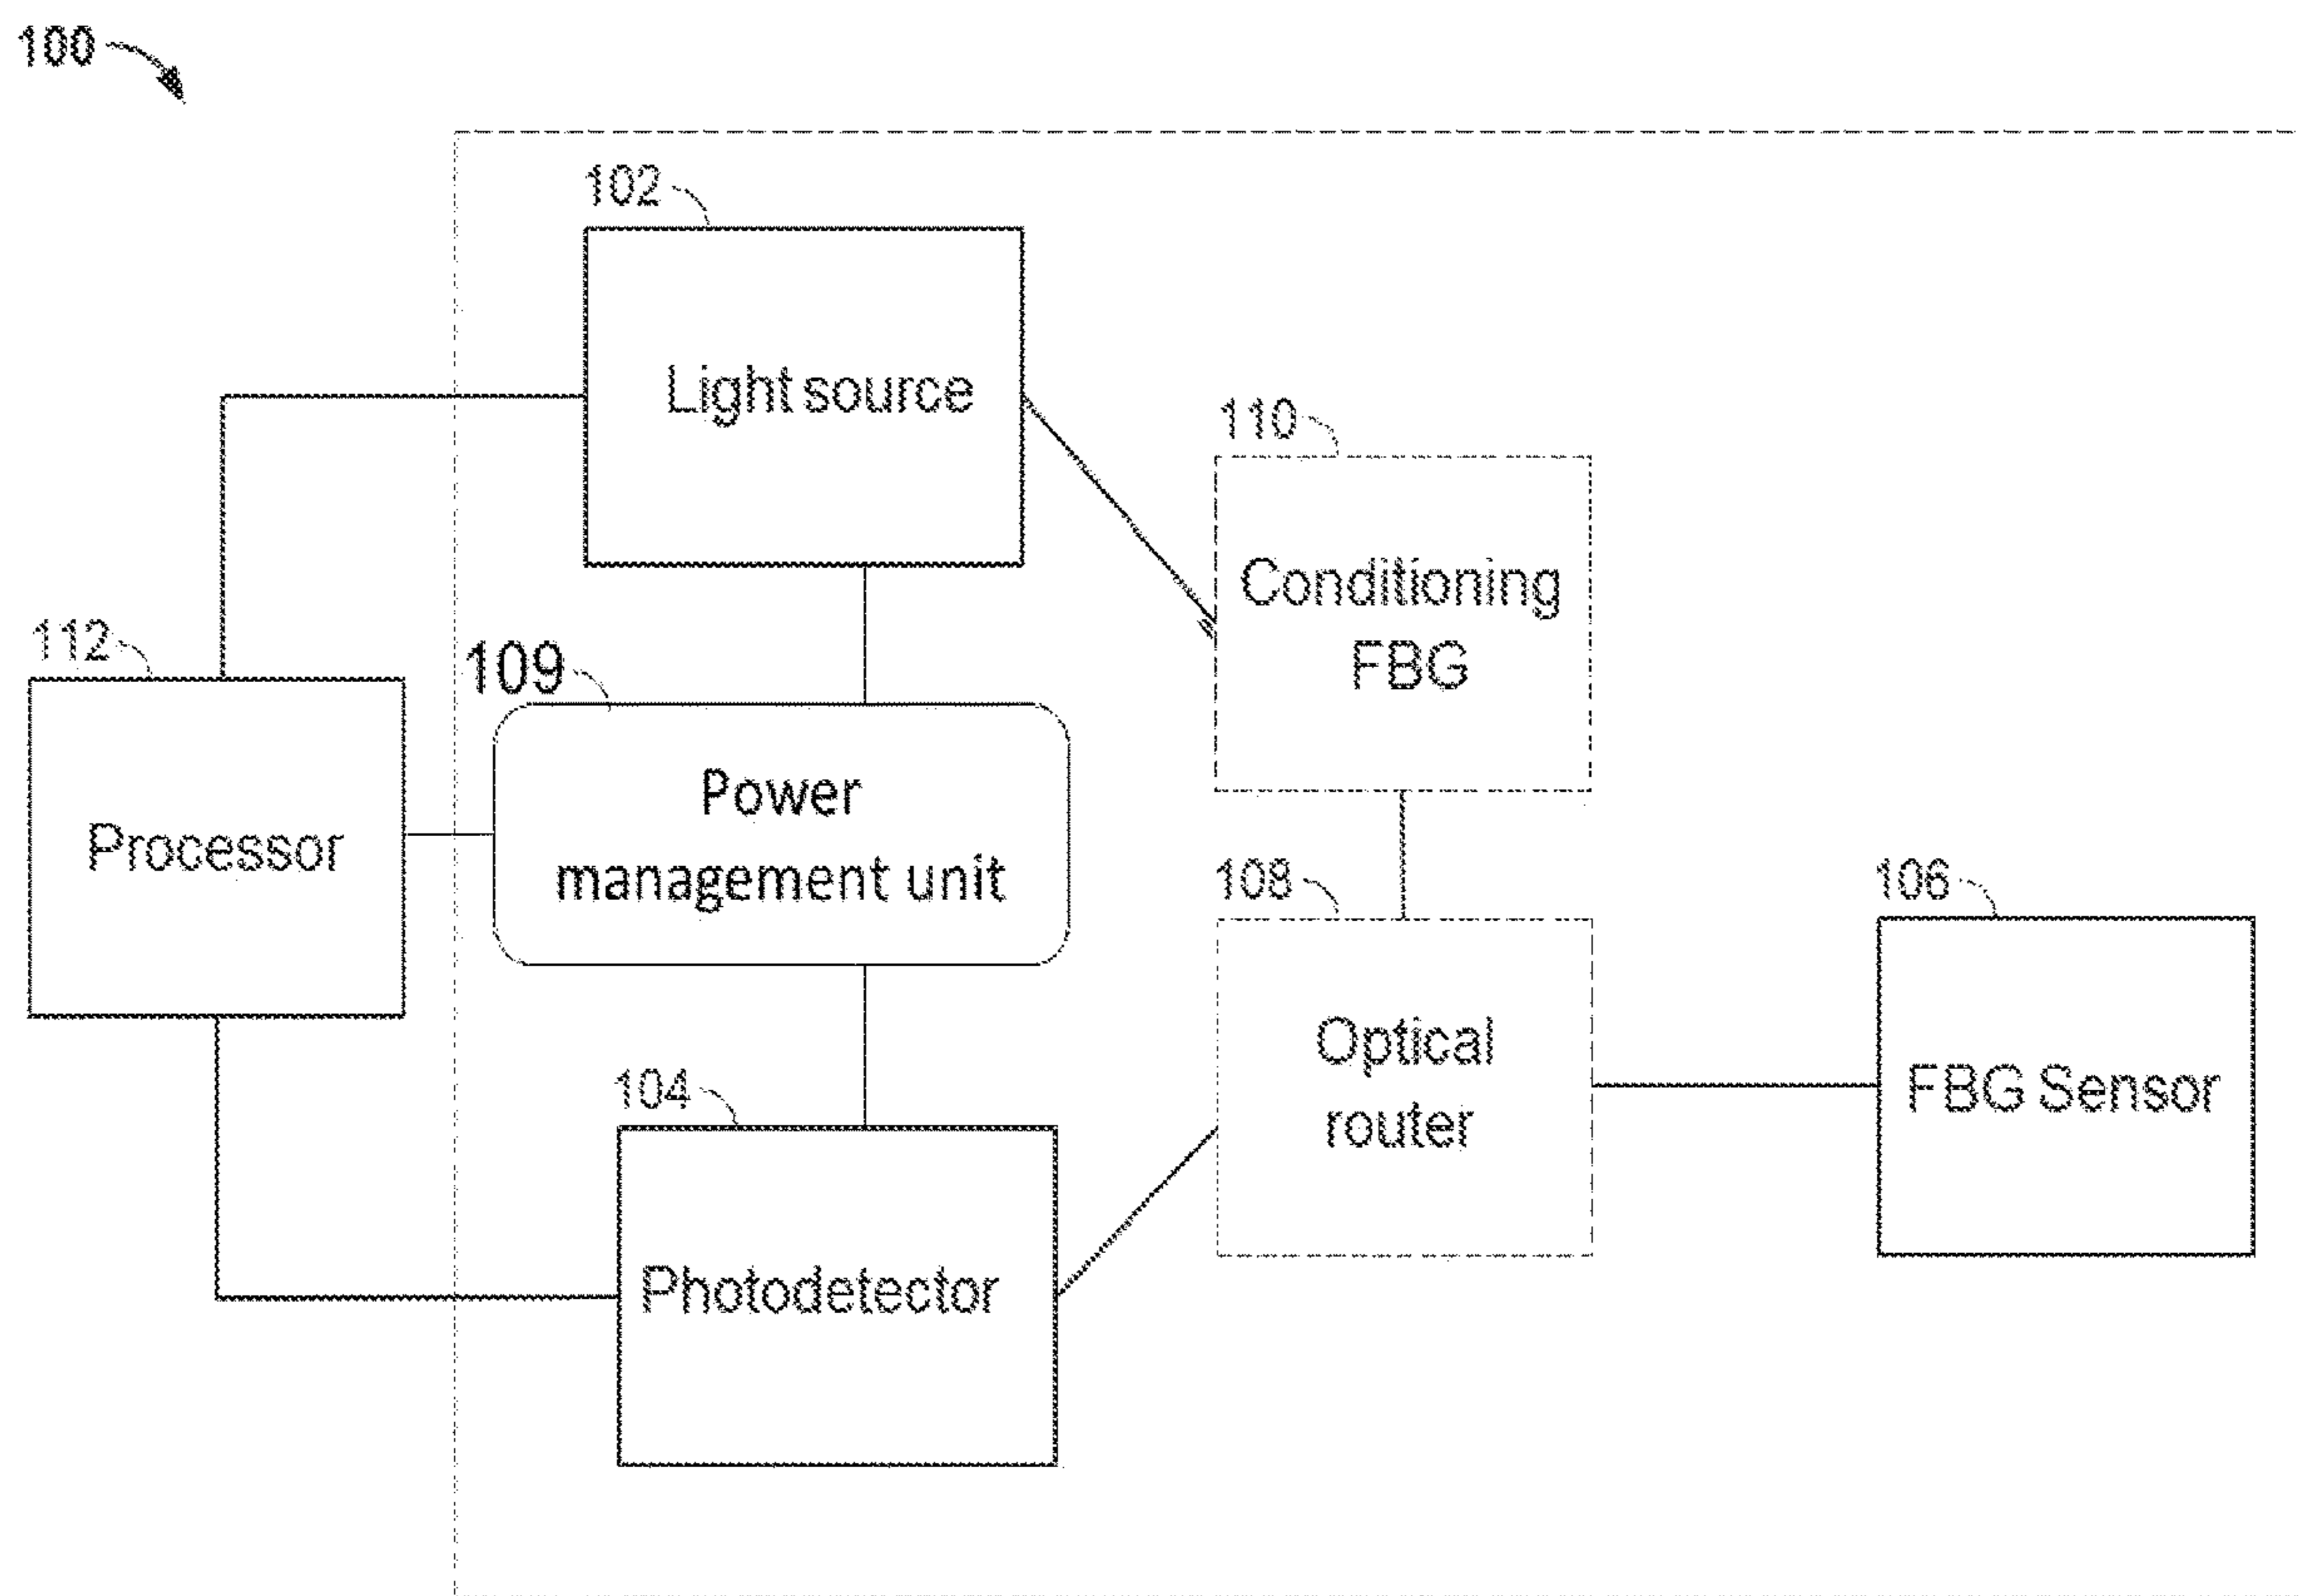 100
102
Light source
110
Conditioning
FBG
112
109
Processor
Power
management unit
108
106
Optical
router
FBG Sensor
104
Photodetector